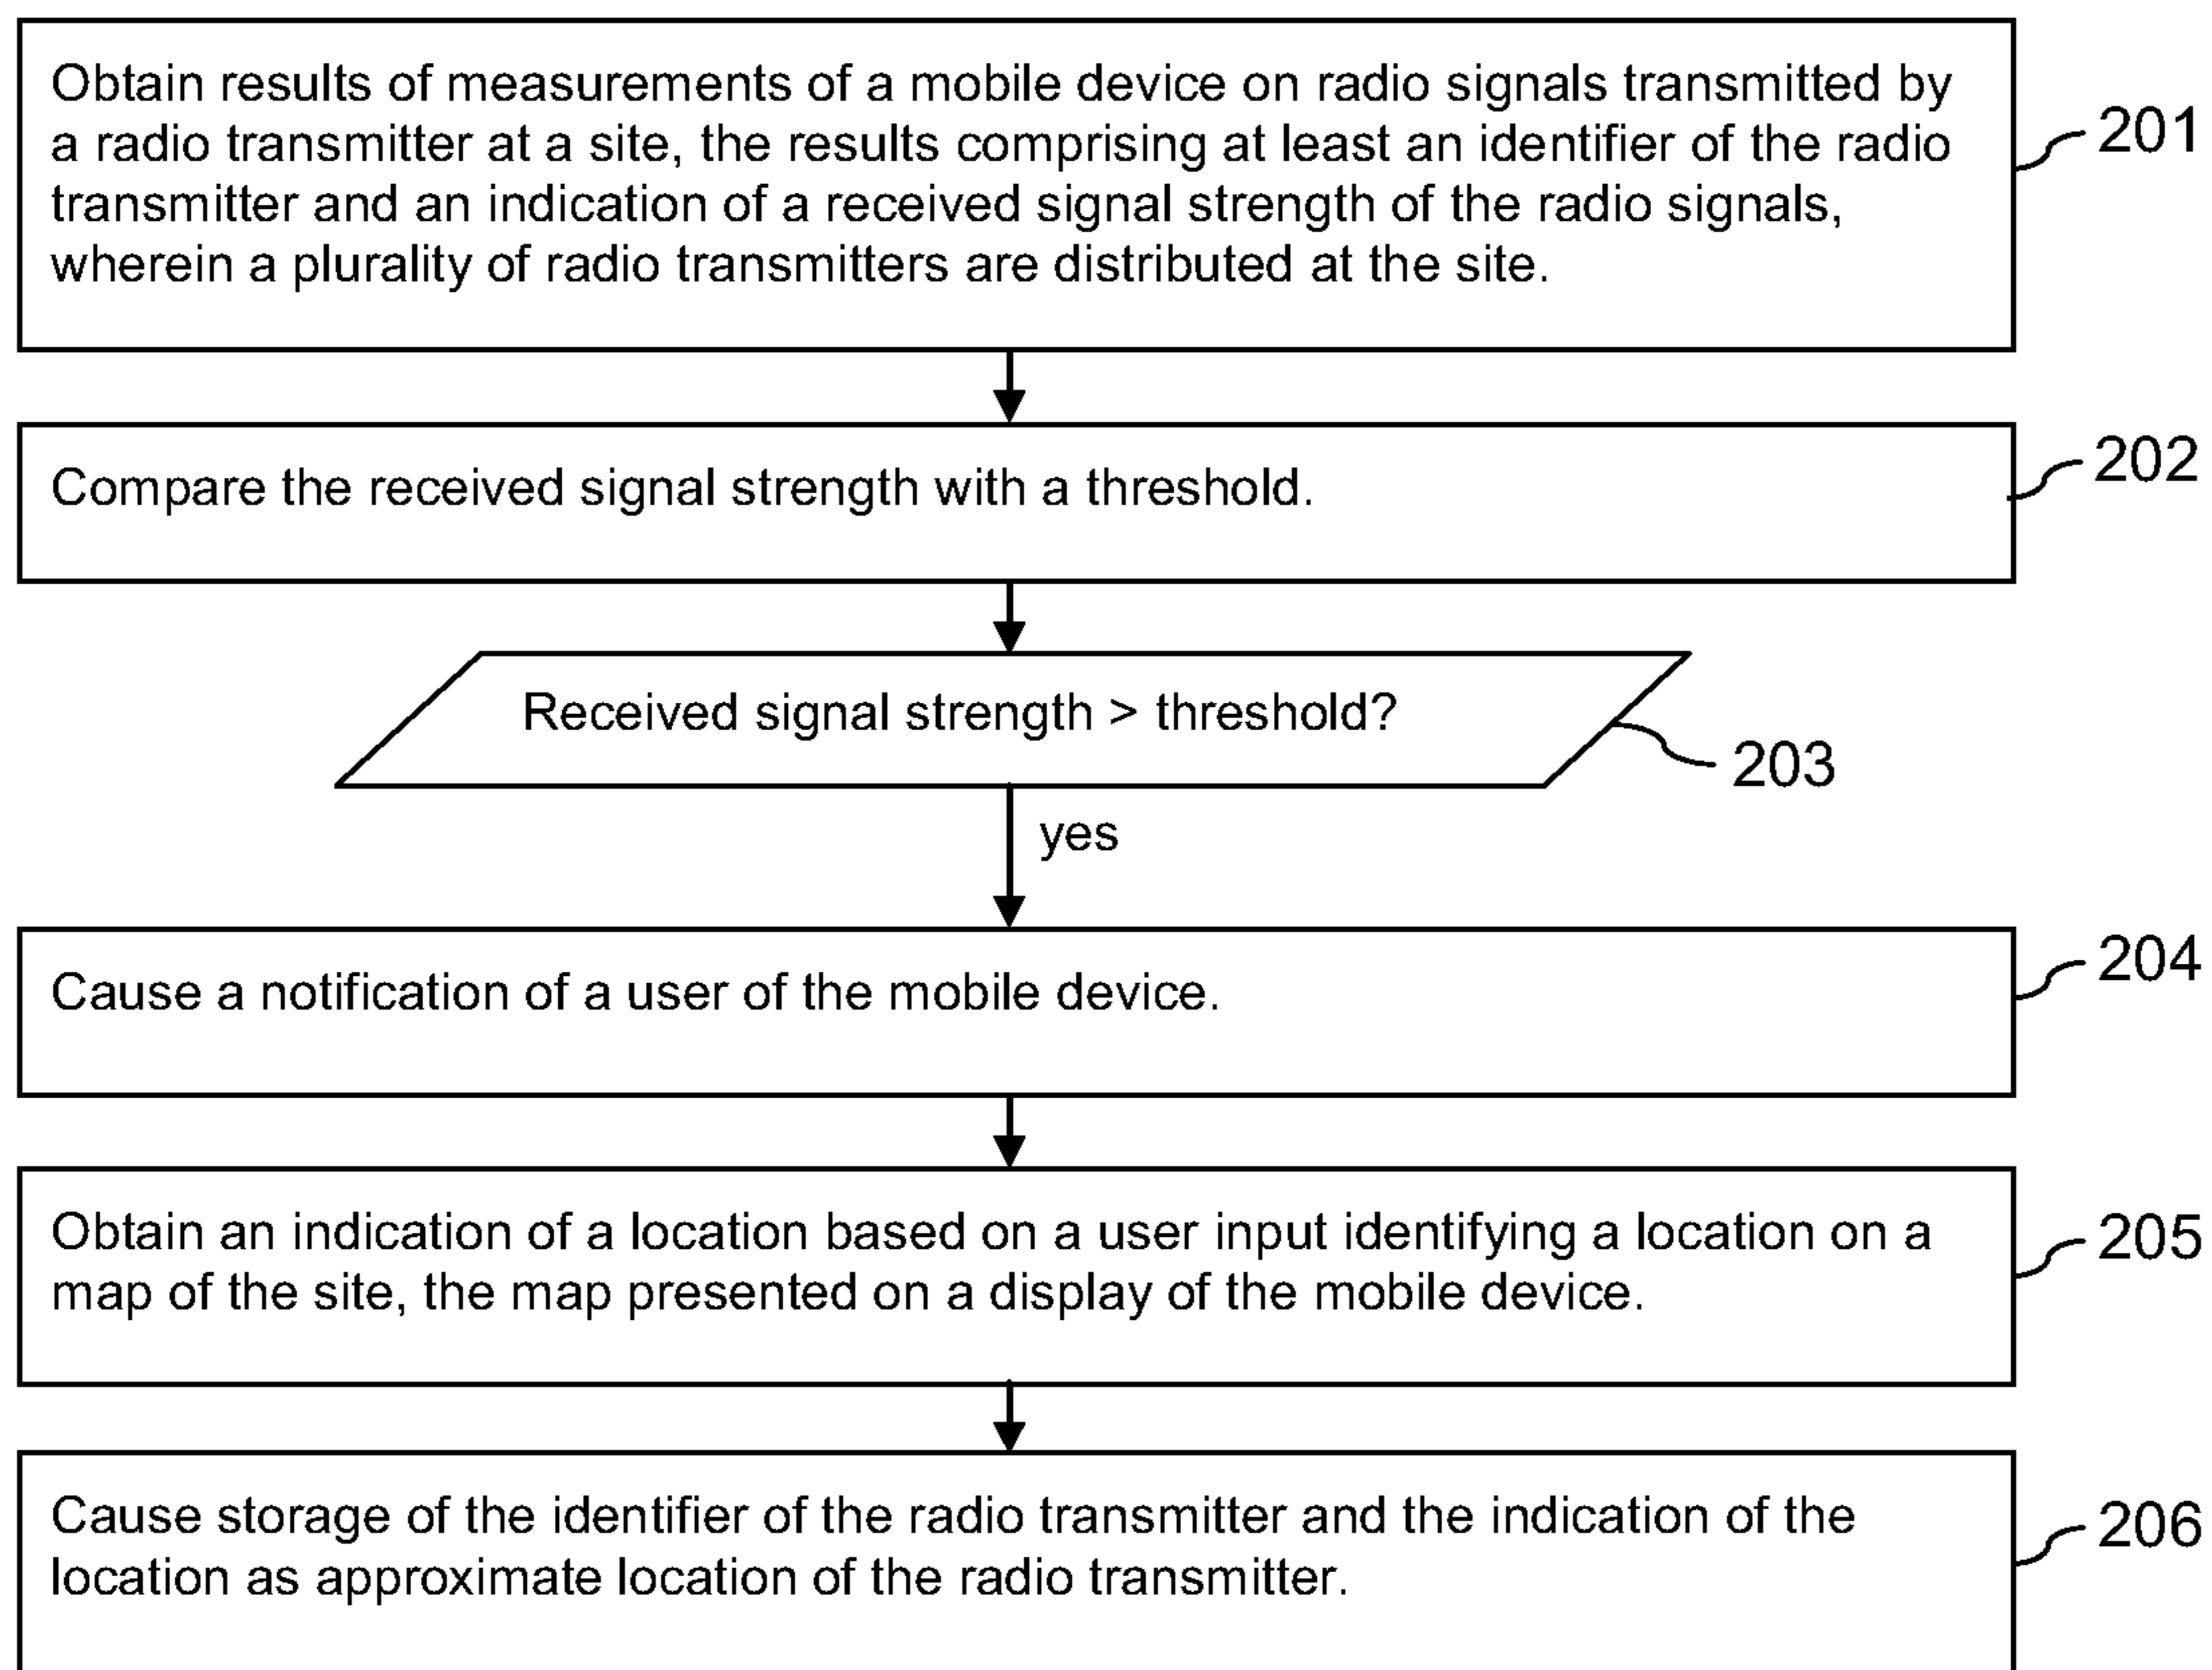 Obtain results of measurements of a mobile device on radio signals transmitted by
a radio transmitter at a site, the results comprising at least an identifier of the radio
transmitter and an indication of a received signal strength of the radio signals,
wherein a plurality of radio transmitters are distributed at the site.
201
Compare the received signal strength with a threshold.
202
Received signal strength > threshold?
203
yes
Cause a notification of a user of the mobile device.
204
Obtain an indication of a location based on a user input identifying a location on a
map of the site, the map presented on a display of the mobile device.
205
Cause storage of the identifier of the radio transmitter and the indication of the
location as approximate location of the radio transmitter.
206